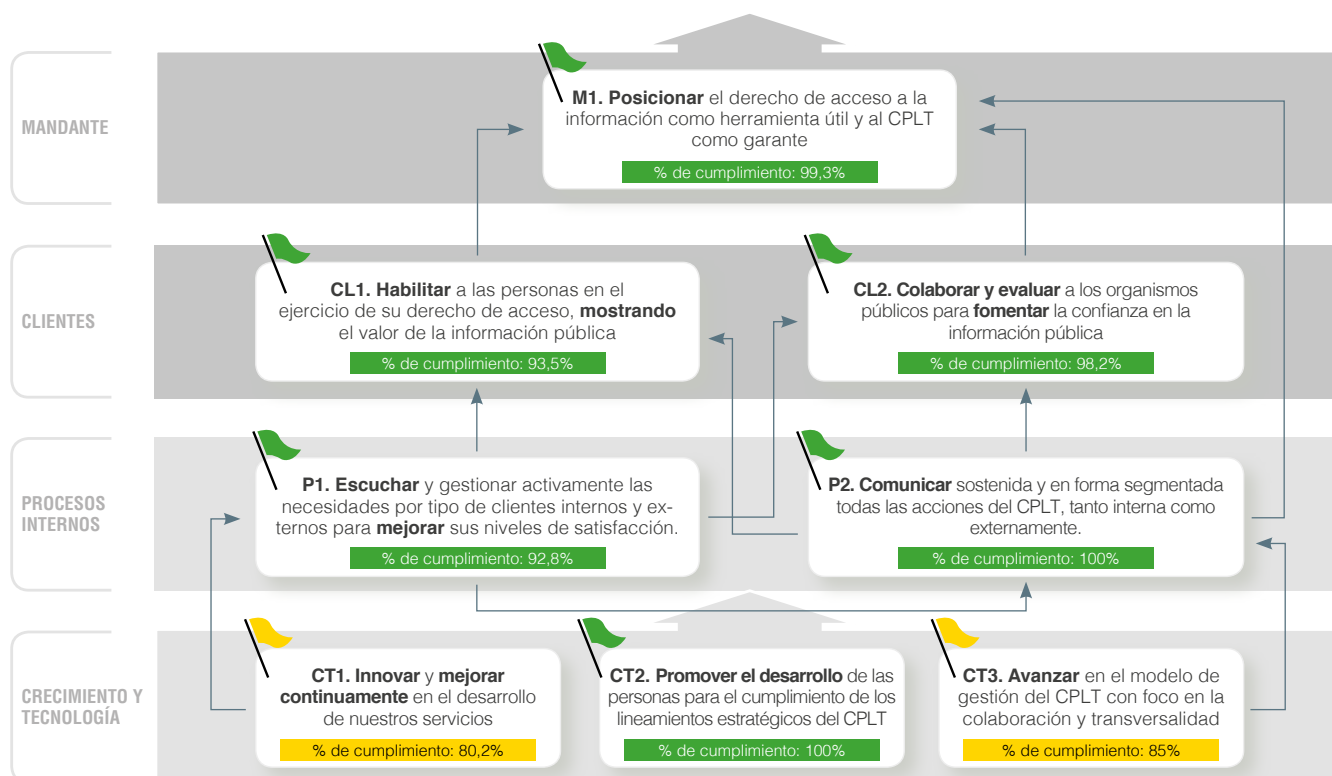 MANDANTE
M1. Posicionar el derecho de acceso a la
información como herramienta útil y al CPLT
como garante
% de cumplimiento: 99,3%
CLIENTES
CL1. Habilitar a las personas en el
ejercicio de su derecho de acceso, mostrando
el valor de la información pública
% de cumplimiento: 93,5%
CL2. Colaborar y evaluar a los organismos
públicos para fomentar la confianza en la
información pública
% de cumplimiento: 98,2%
PROCESOS
INTERNOS
P1. Escuchar y gestionar activamente las
necesidades por tipo de clientes internos y ex-
ternos para mejorar sus niveles de satisfacción.
% de cumplimiento: 92,8%
P2. Comunicar sostenida y en forma segmentada
todas las acciones del CPLT, tanto interna como
externamente.
% de cumplimiento: 100%
CRECIMIENTO Y
TECNOLOGÍA
CT1. Innovar y mejorar
continuamente en el desarrollo
de nuestros servicios
% de cumplimiento: 80,2%
CT2. Promover el desarrollo de las
personas para el cumplimiento de los
lineamientos estratégicos del CPLT
% de cumplimiento: 100%
CT3. Avanzar en el modelo de
gestión del CPLT con foco en la
colaboración y transversalidad
% de cumplimiento: 85%